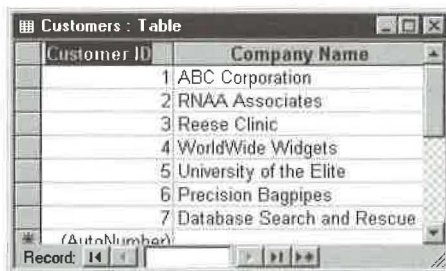 Customers : Table
Customer ID Company Name
1 ABC Corporation
2 RNAA Associates
3 Reese Clinic
4 WorldWide Widgets
5 University of the Elite
6 Precision Bagpipes
7 Database Search and Rescue
(AutoNumber)
Record: